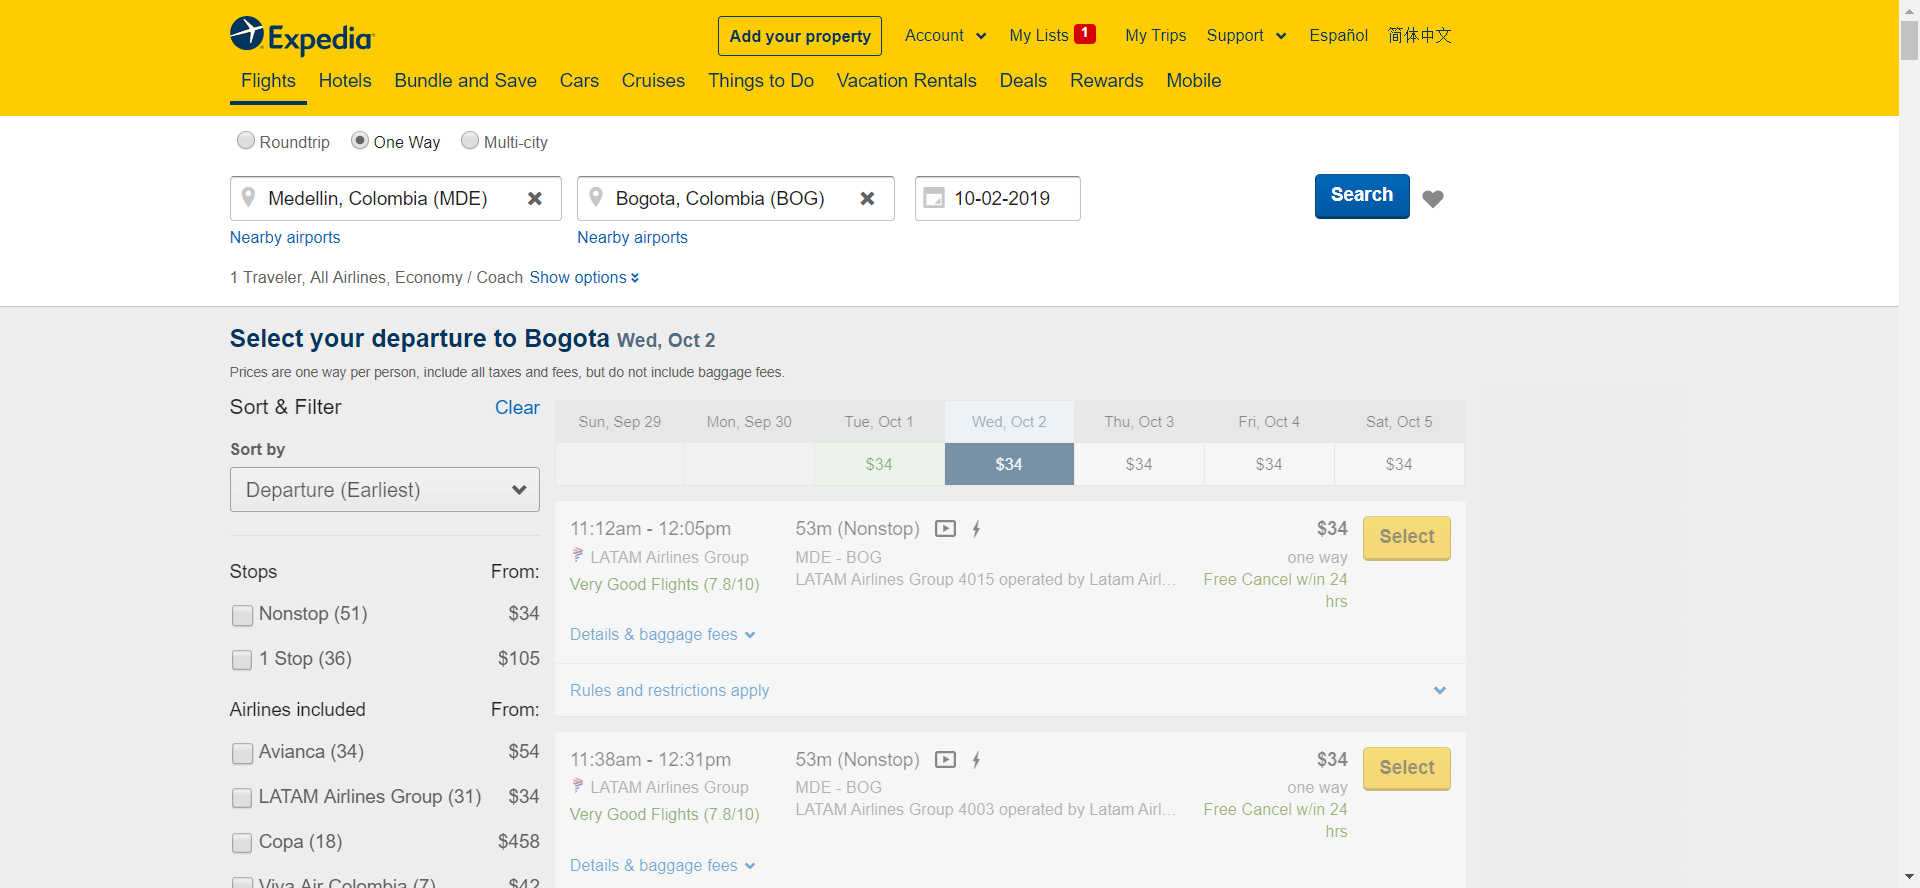 Expedia
Add your property
Account
My Lists 1
My Trips
Support
Español
简体中文
Flights Hotels Bundle and Save Cars Cruises Things to Do Vacation Rentals Deals Rewards Mobile
Roundtrip One Way Multi-city
Medellin, Colombia (MDE)
Bogota, Colombia (BOG)
10-02-2019
Search
Nearby airports
Nearby airports
1 Traveler, All Airlines, Economy / Coach Show options
Select your departure to Bogota Wed, Oct 2
Prices are one way per person, include all taxes and fees, but do not include baggage fees.
Sort & Filter Clear
Sort by
Departure (Earliest)
Stops From:
Nonstop (51) $34
1 Stop (36) $105
Airlines included From:
Avianca (34) $54
LATAM Airlines Group (31) $34
Copa (18) $458
Viva Air Colombia (7) $42
Sun, Sep 29 Mon, Sep 30 Tue, Oct 1 Wed, Oct 2 Thu, Oct 3 Fri, Oct 4 Sat, Oct 5
$34 $34 $34 $34 $34
11:12am - 12:05pm 53m (Nonstop) $34 Select
LATAM Airlines Group MDE - BOG one way
Very Good Flights (7.8/10) LATAM Airlines Group 4015 operated by Latam Airl... Free Cancel w/in 24
hrs
Details & baggage fees
Rules and restrictions apply
11:38am - 12:31pm 53m (Nonstop) $34 Select
LATAM Airlines Group MDE - BOG one way
Very Good Flights (7.8/10) LATAM Airlines Group 4003 operated by Latam Airl... Free Cancel w/in 24
hrs
Details & baggage fees